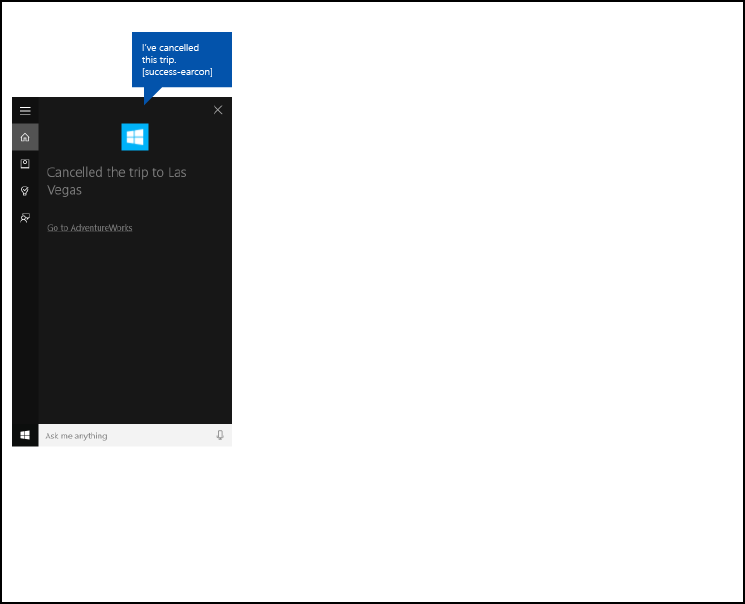 I've cancelled
this trip.
[success-earcon]
Cancelled the trip to Las
Vegas
Go to AdventureWorks
Ask me anything